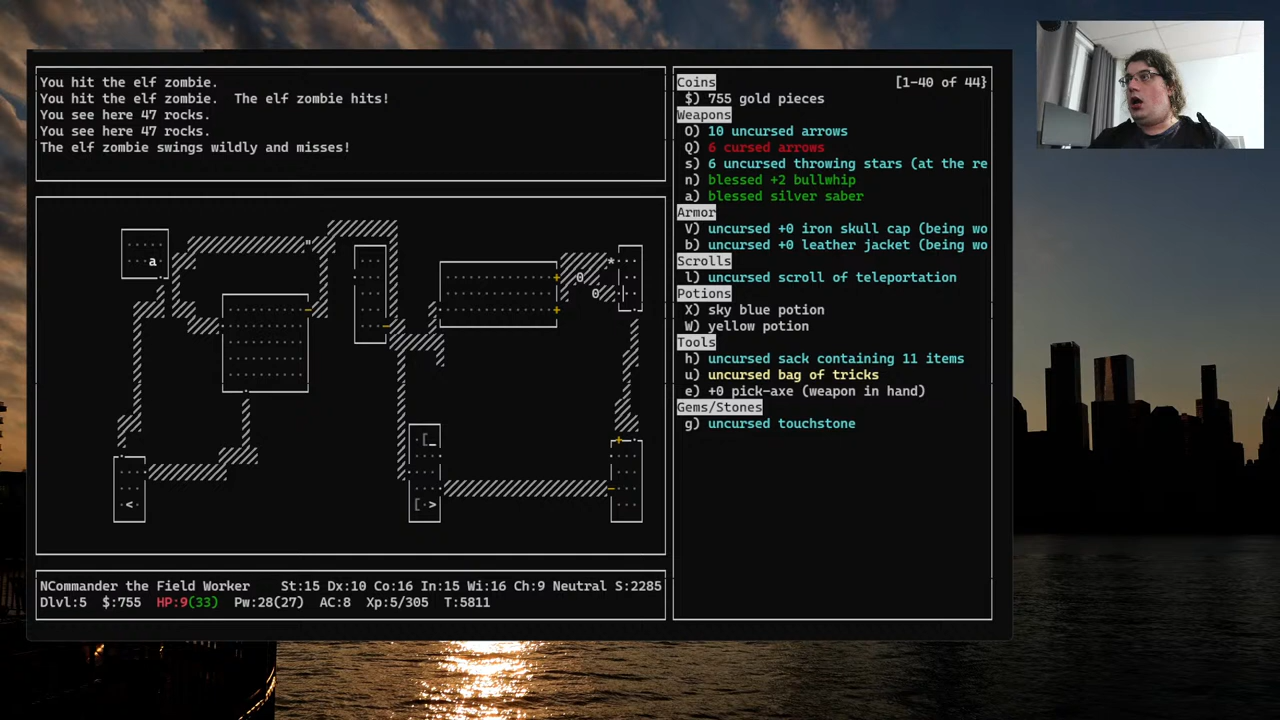 You hit the elf zombie.
You hit the elf zombie.  The elf zombie hits!
You see here 47 rocks.
You see here 47 rocks.
The elf zombie swings wildly and misses!
NCommander the Field Worker    St:15 Dx:10 Co:16 In:15 Wi:16 Ch:9 Neutral S:2285
Dlvl:5  $:755  HP:9(33)  Pw:28(27)  AC:8  Xp:5/305  T:5811
Coins [1-40 of 44}
$) 755 gold pieces
Weapons
O) 10 uncursed arrows
Q) 6 cursed arrows
s) 6 uncursed throwing stars (at the re
n) blessed +2 bullwhip
a) blessed silver saber
Armor
V) uncursed +0 iron skull cap (being wo
b) uncursed +0 leather jacket (being wo
Scrolls
l) uncursed scroll of teleportation
Potions
X) sky blue potion
W) yellow potion
Tools
h) uncursed sack containing 11 items
u) uncursed bag of tricks
e) +0 pick-axe (weapon in hand)
Gems/Stones
g) uncursed touchstone